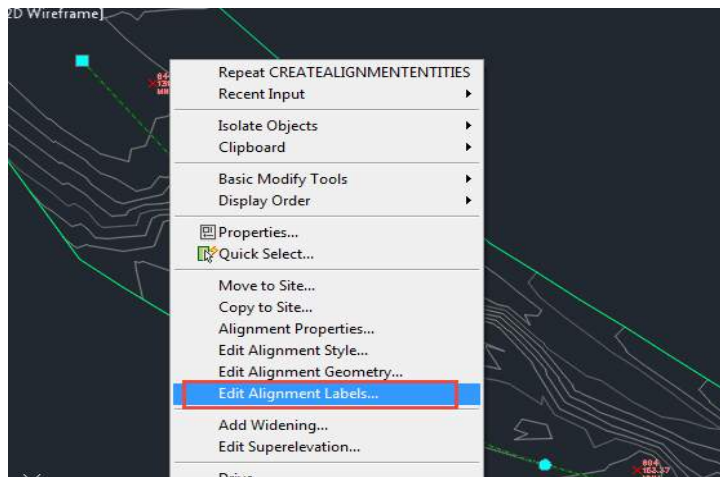 2D Wireframe]
Repeat CREATEALIGNMENTENTITIES
Recent Input
Isolate Objects
Clipboard
Basic Modify Tools
Display Order
Properties...
Quick Select...
Move to Site...
Copy to Site...
Alignment Properties...
Edit Alignment Style...
Edit Alignment Geometry...
Edit Alignment Labels...
Add Widening...
Edit Superelevation...
Drive...
804